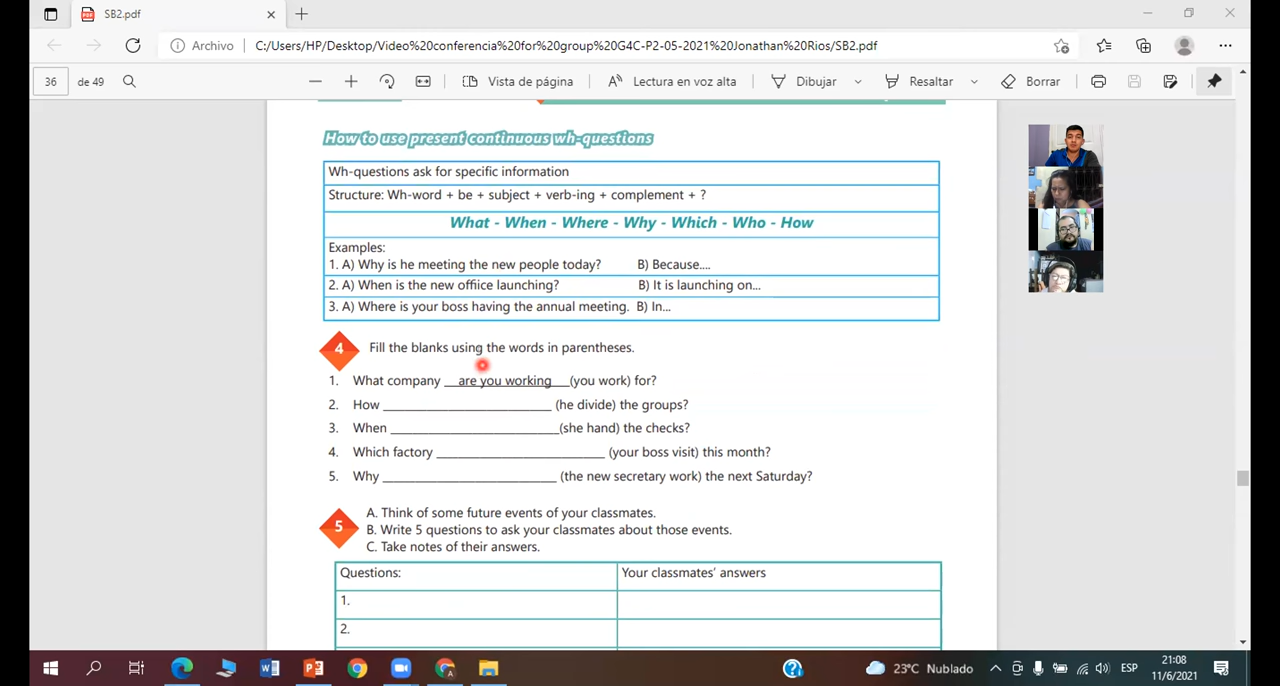 SB2.pdf
Archivo C:/Users/HP/Desktop/Video%20conferencia%20for%20group%20G4C-P2-05-2021%20Jonathan%20Rios/SB2.pdf
36 de 49 Vista de página Lectura en voz alta Dibujar Resaltar Borrar
How to use present continuous wh-questions
Wh-questions ask for specific information
Structure: Wh-word + be + subject + verb-ing + complement + ?
What - When - Where - Why - Which - Who - How
Examples:
1. A) Why is he meeting the new people today? B) Because....
2. A) When is the new offiice launching? B) It is launching on...
3. A) Where is your boss having the annual meeting. B) In...
4 Fill the blanks using the words in parentheses.
1. What company __are you working__(you work) for?
2. How ______________________ (he divide) the groups?
3. When ______________________(she hand) the checks?
4. Which factory ______________________ (your boss visit) this month?
5. Why ______________________ (the new secretary work) the next Saturday?
5 A. Think of some future events of your classmates.
B. Write 5 questions to ask your classmates about those events.
C. Take notes of their answers.
Questions: Your classmates' answers
1.
2.
23°C Nublado ESP 21:08
11/6/2021